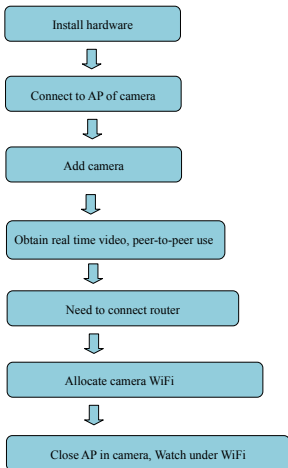 Install hardware
Connect to AP of camera
Add camera
Obtain real time video, peer-to-peer use
Need to connect router
Allocate camera WiFi
Close AP in camera, Watch under WiFi